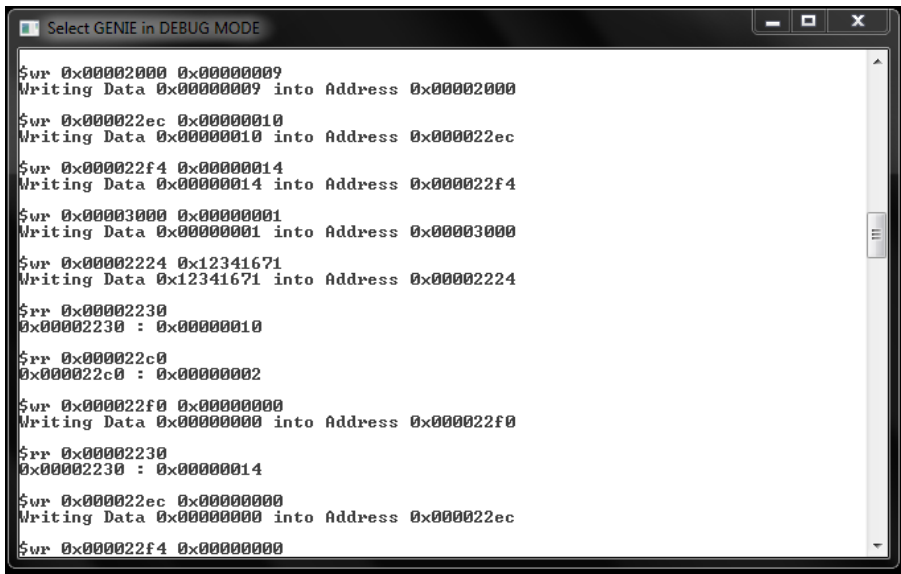 Select GENIE in DEBUG MODE
$wr 0x00002000 0x00000009
Writing Data 0x00000009 into Address 0x00002000
$wr 0x000022ec 0x00000010
Writing Data 0x00000010 into Address 0x000022ec
$wr 0x000022f4 0x00000014
Writing Data 0x00000014 into Address 0x000022f4
$wr 0x00003000 0x00000001
Writing Data 0x00000001 into Address 0x00003000
$wr 0x00002224 0x12341671
Writing Data 0x12341671 into Address 0x00002224
$rr 0x00002230
0x00002230 : 0x00000010
$rr 0x000022c0
0x000022c0 : 0x00000002
$wr 0x000022f0 0x00000000
Writing Data 0x00000000 into Address 0x000022f0
$rr 0x00002230
0x00002230 : 0x00000014
$wr 0x000022ec 0x00000000
Writing Data 0x00000000 into Address 0x000022ec
$wr 0x000022f4 0x00000000